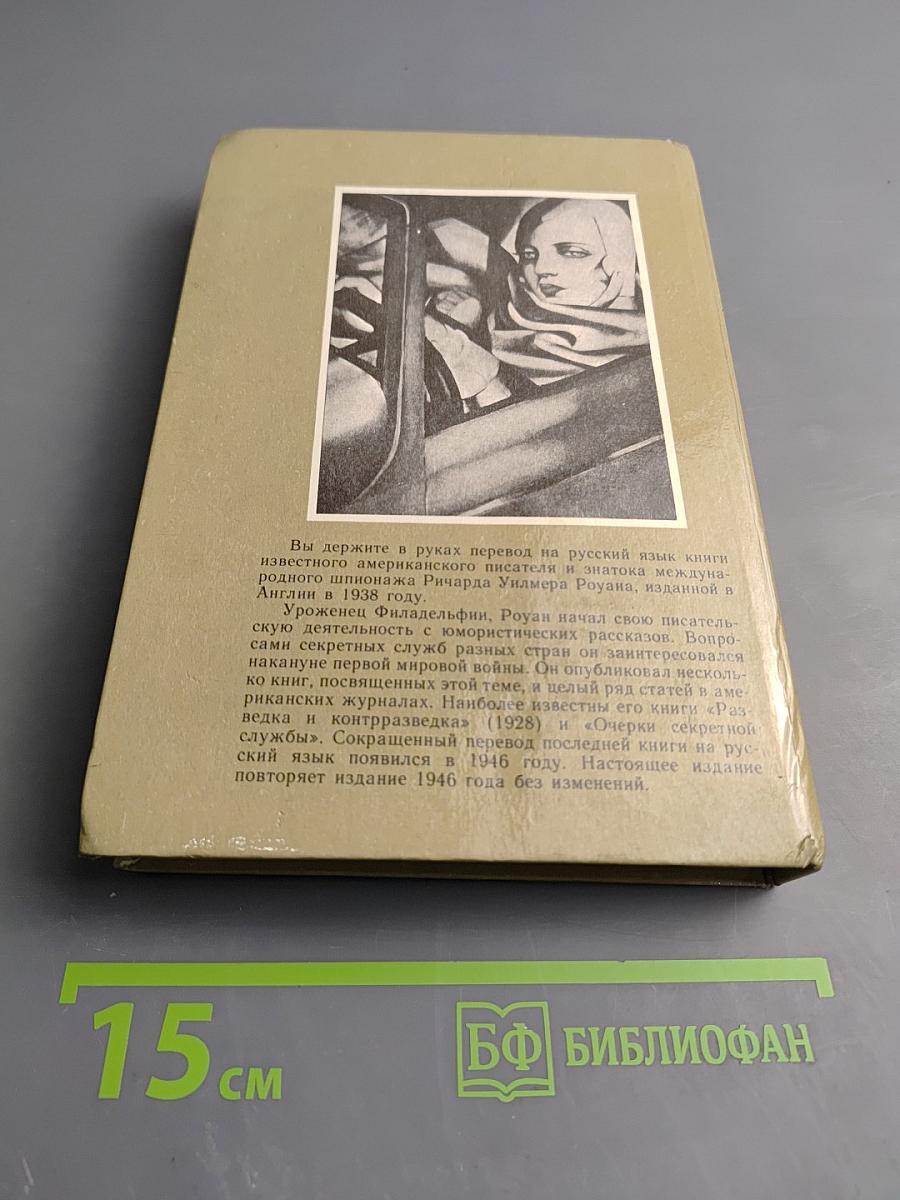 Вы держите в руках перевод на русский язык книги
известного американского писателя и знатока междуна-
родного шпионажа Ричарда Уилмера Роуана, изданной в
Англии в 1938 году.
Уроженец Филадельфии, Роуан начал свою писатель-
скую деятельность с юмористических рассказов. Вопро-
сами секретных служб разных стран он заинтересовался
накануне первой мировой войны. Он опубликовал несколь-
ко книг, посвященных этой теме, и целый ряд статей в аме-
риканских журналах. Наиболее известны его книги «Раз-
ведка и контрразведка» (1928) и «Очерки секретной
службы». Сокращенный перевод последней книги на рус-
ский язык появился в 1946 году. Настоящее издание
повторяет издание 1946 года без изменений.
15 см
БФ БИБЛИОФАН